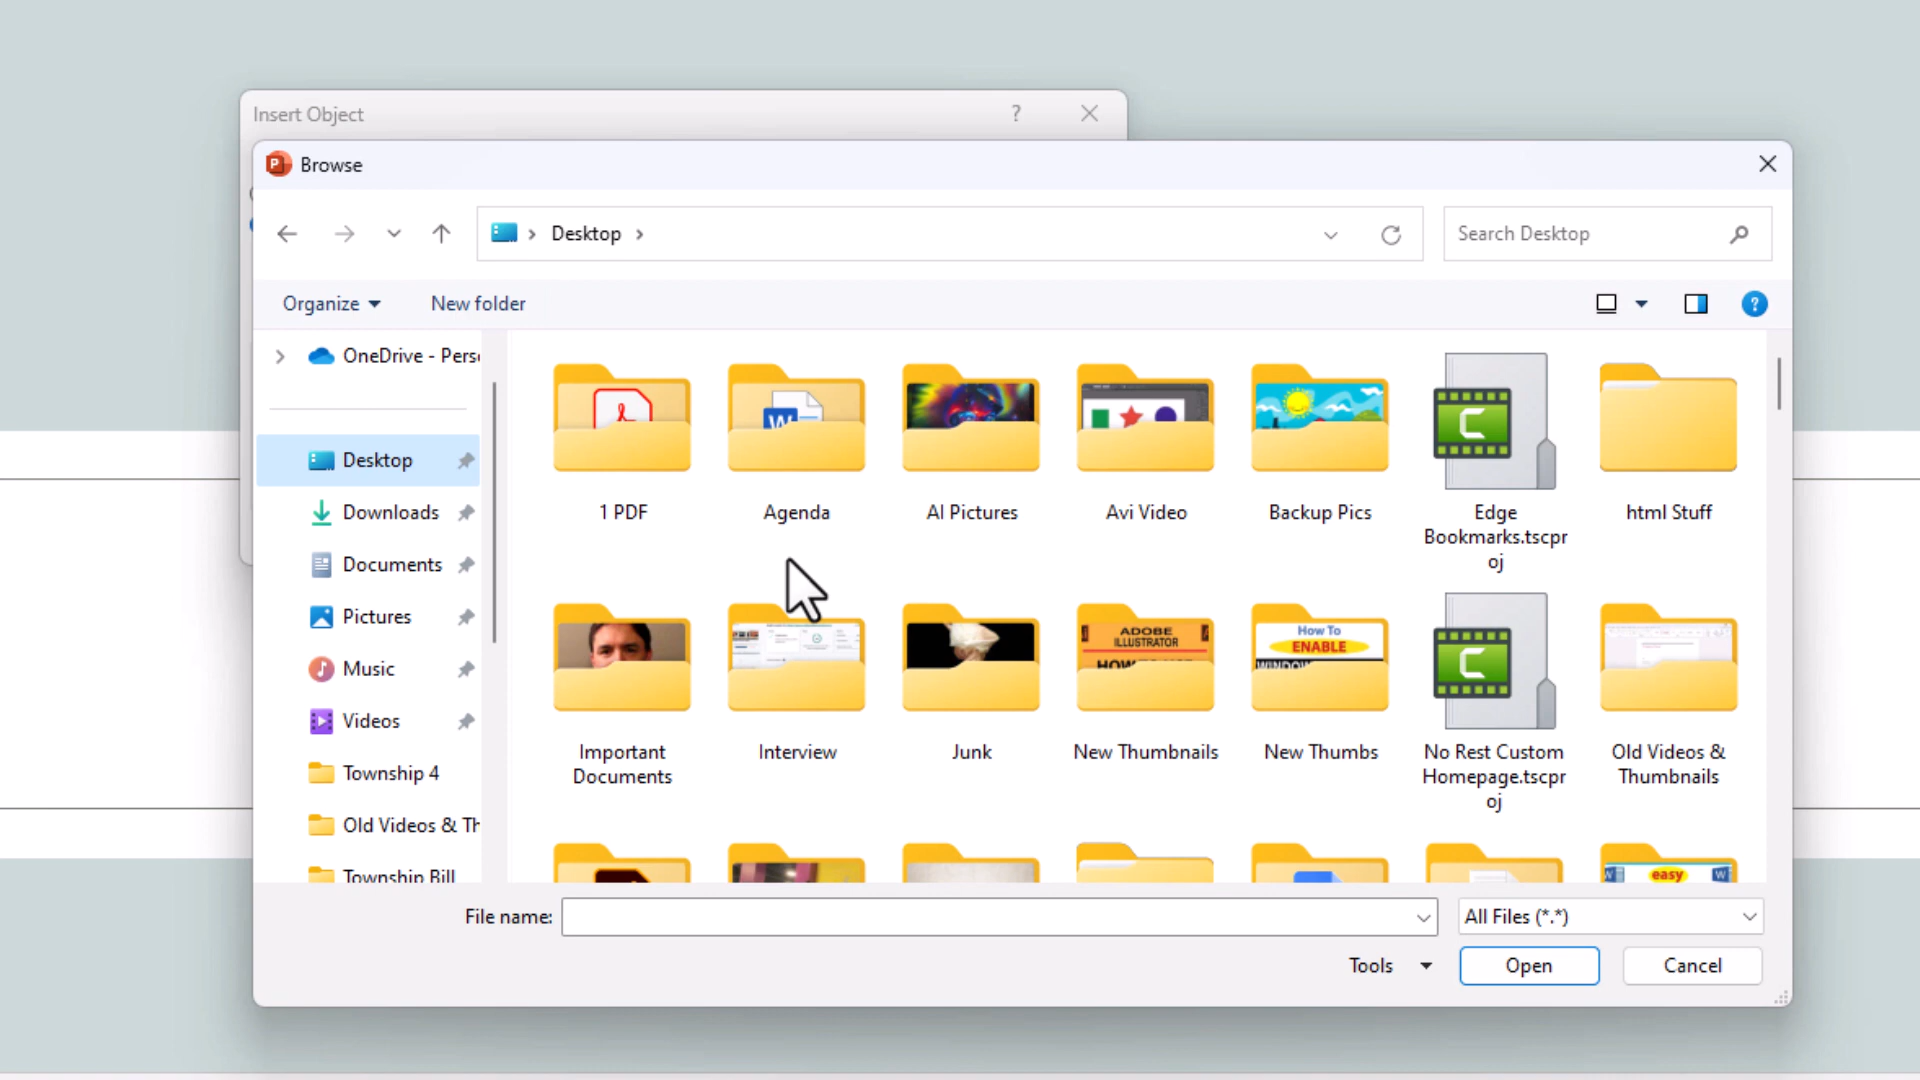 Insert Object
?
Browse
Desktop
Search Desktop
Organize
New folder
?
OneDrive - Pers
Desktop
Downloads
Documents
Pictures
Music
Videos
Township 4
Old Videos & Th
Township Bill
1 PDF
Agenda
AI Pictures
Avi Video
Backup Pics
Edge
Bookmarks.tscpr
oj
html Stuff
ADOBE
ILLUSTRATOR
How To
ENABLE
Important
Documents
Interview
Junk
New Thumbnails
New Thumbs
No Rest Custom
Homepage.tscpr
oj
Old Videos &
Thumbnails
easy
File name:
All Files (*.*)
Tools
Open
Cancel